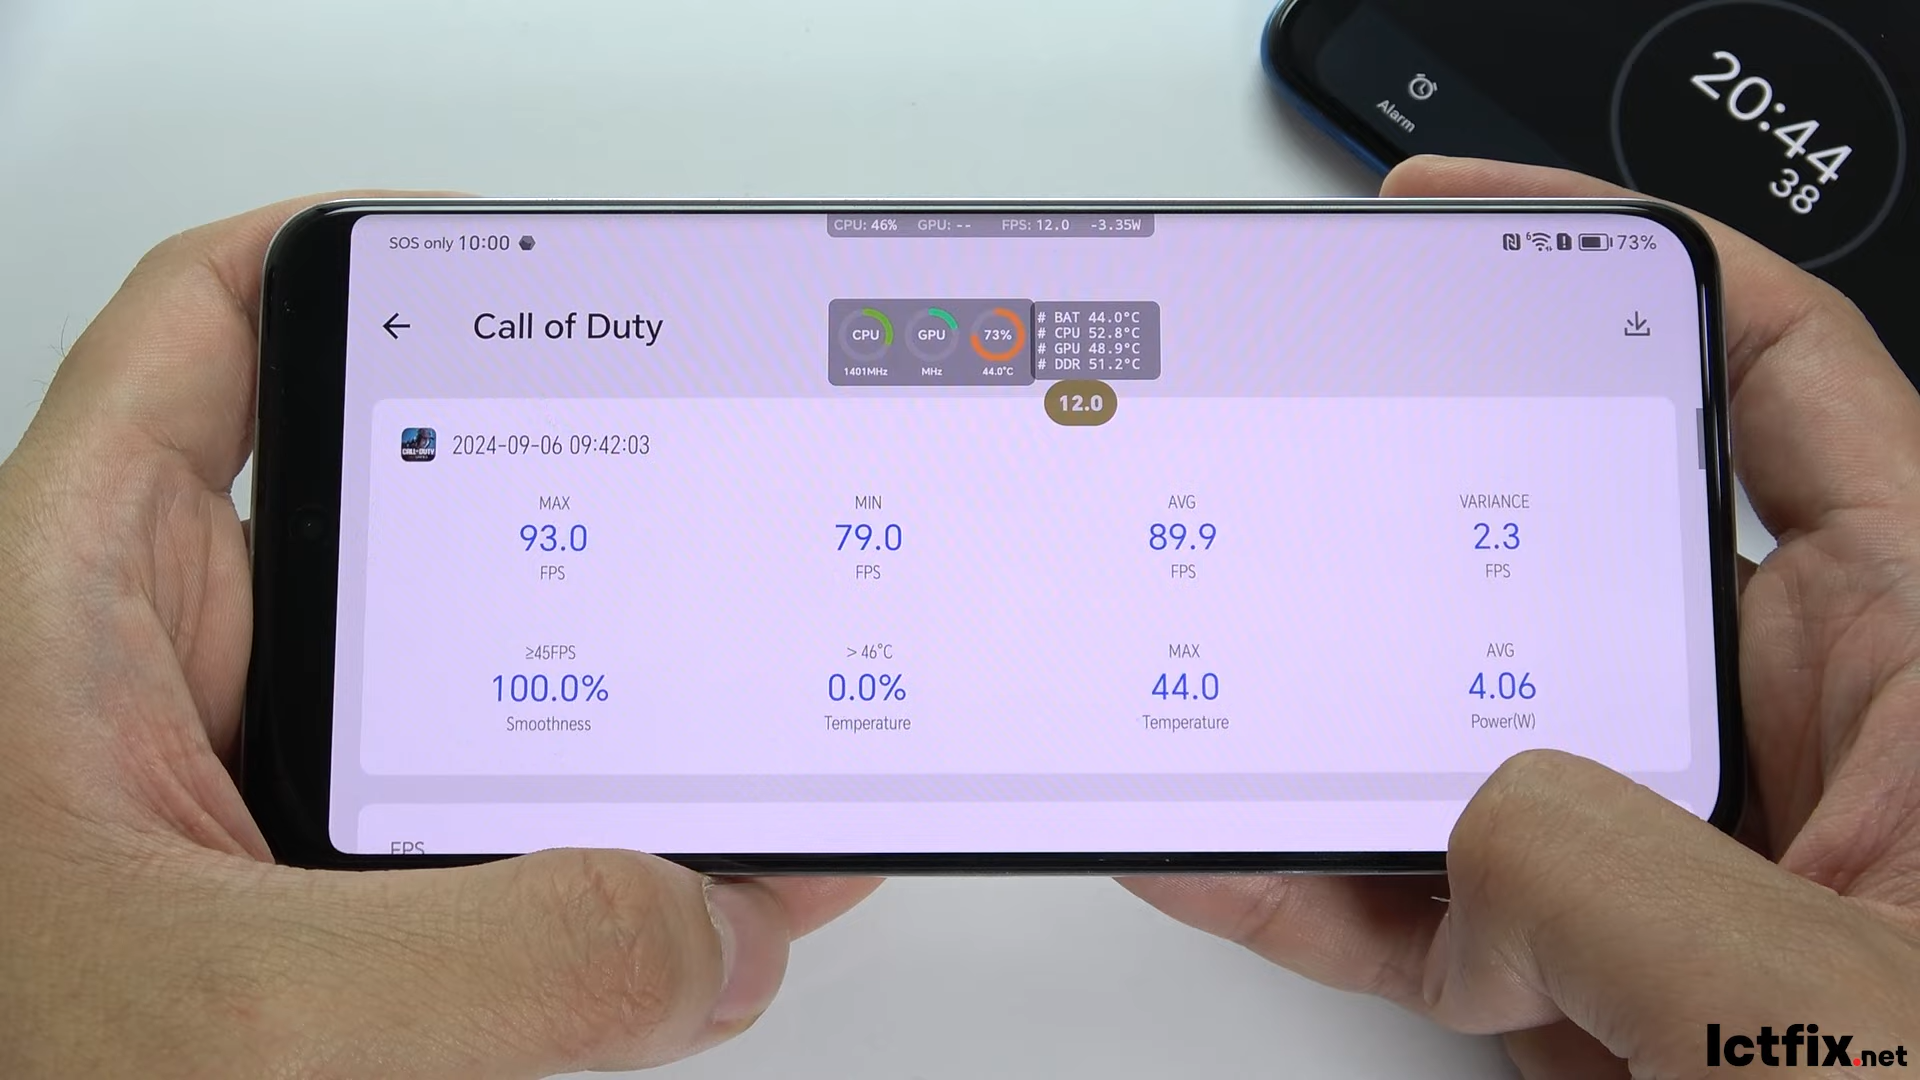 Alarm
20:44
38
CPU: 46% GPU: -- FPS: 12.0 -3.35W
SOS only 10:00
6
73%
Call of Duty
CPU
1401MHz
GPU
MHz
73%
44.0°C
# BAT 44.0°C
# CPU 52.8°C
# GPU 48.9°C
# DDR 51.2°C
12.0
CALL OF DUTY
2024-09-06 09:42:03
MAX
93.0
FPS
MIN
79.0
FPS
AVG
89.9
FPS
VARIANCE
2.3
FPS
≥45FPS
100.0%
Smoothness
> 46°C
0.0%
Temperature
MAX
44.0
Temperature
AVG
4.06
Power(W)
FPS
Ictfix.net